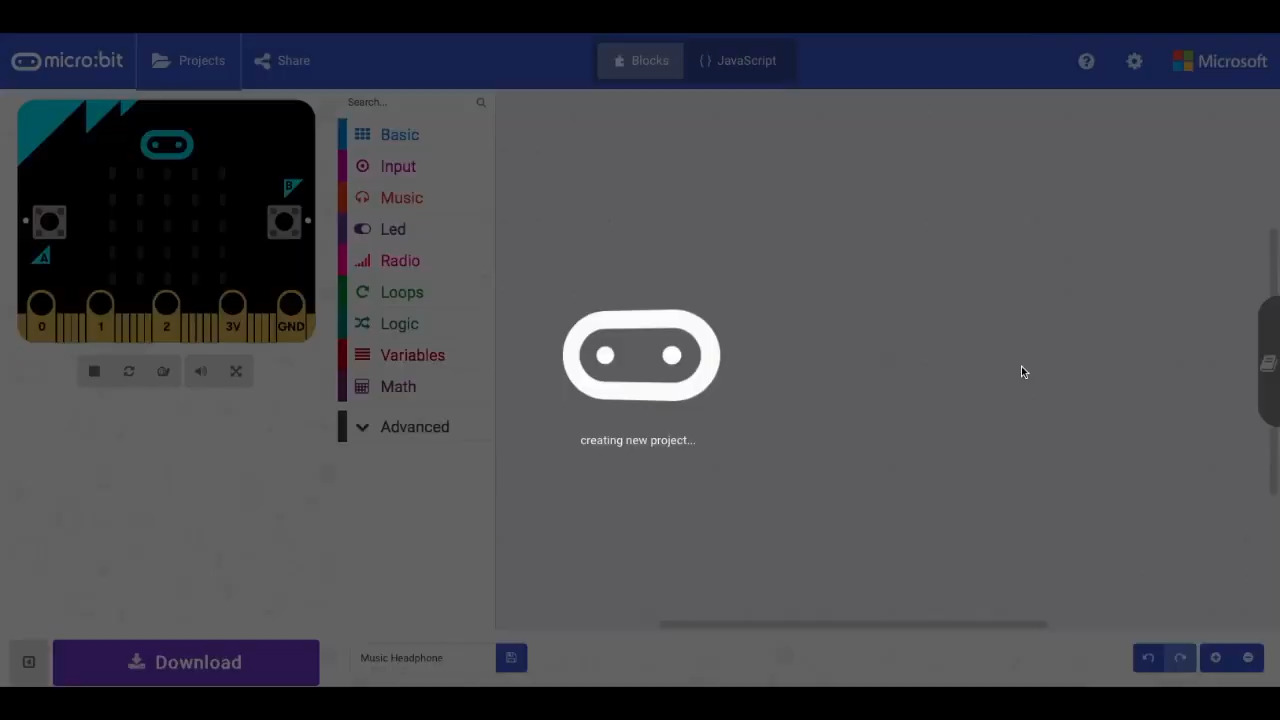 micro:bit
Projects
Share
Blocks
{ } JavaScript
Microsoft
Search...
Basic
Input
Music
Led
Radio
Loops
Logic
Variables
Math
Advanced
B
A
0
1
2
3V
GND
creating new project...
Download
Music Headphone